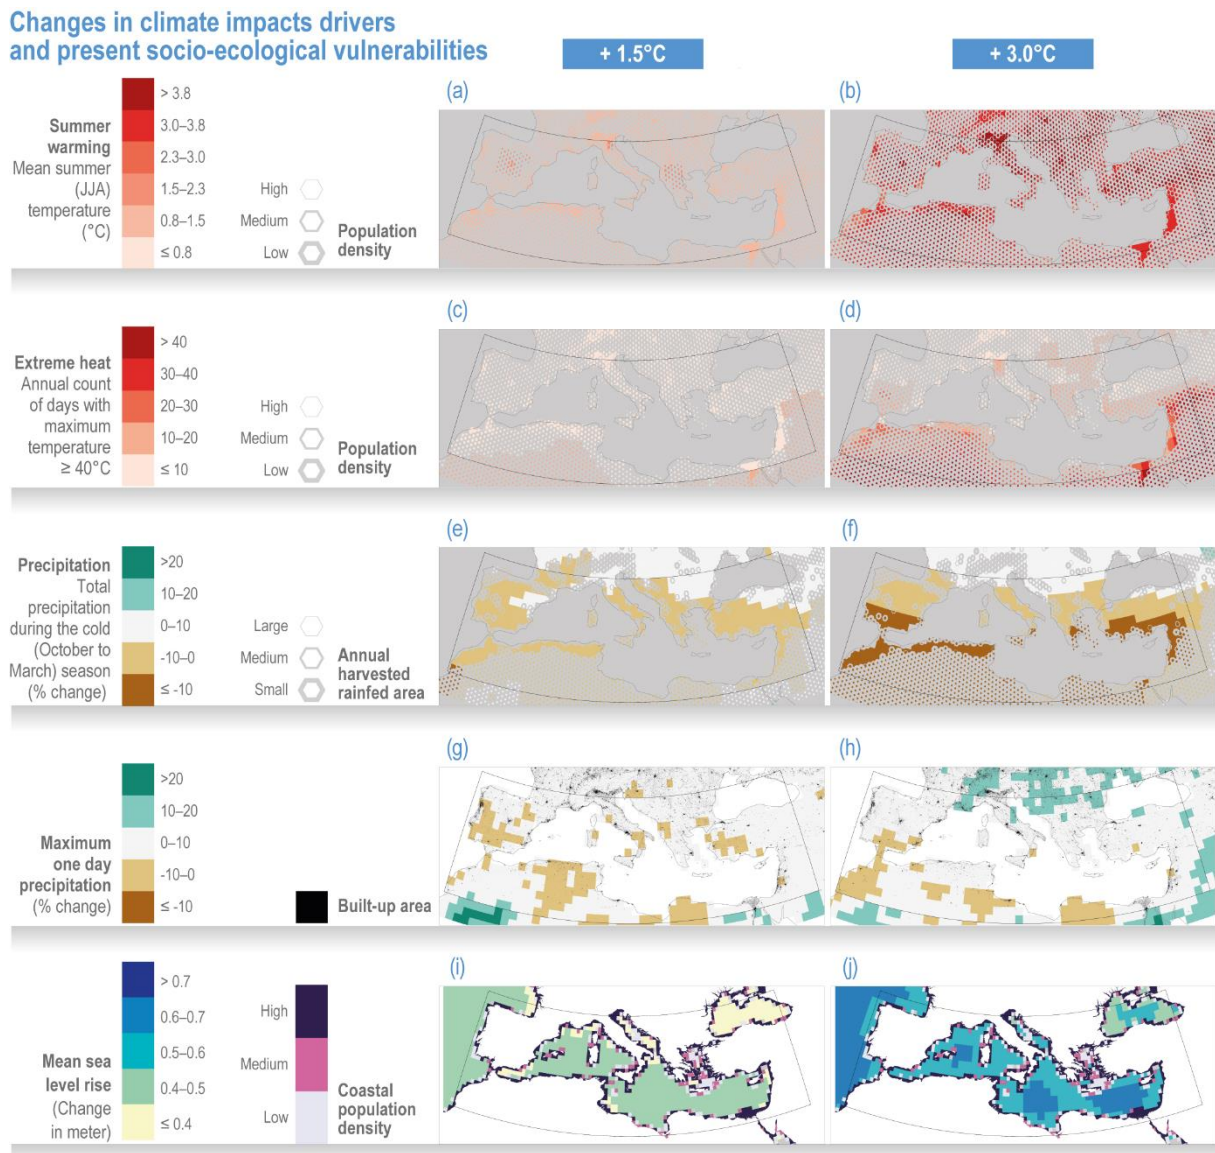 Changes in climate impacts drivers
and present socio-ecological vulnerabilities
+ 1.5°C
+ 3.0°C
(a)
(b)
Summer
warming
Mean summer
(JJA)
temperature
(°C)
> 3.8
3.0–3.8
2.3–3.0
1.5–2.3
0.8–1.5
≤ 0.8
High
Medium
Low
Population
density
(c)
(d)
Extreme heat
Annual count
of days with
maximum
temperature
≥ 40°C
> 40
30–40
20–30
10–20
≤ 10
High
Medium
Low
Population
density
(e)
(f)
Precipitation
Total
precipitation
during the cold
(October to
March) season
(% change)
>20
10–20
0–10
-10–0
≤ -10
Large
Medium
Small
Annual
harvested
rainfed area
(g)
(h)
Maximum
one day
precipitation
(% change)
>20
10–20
0–10
-10–0
≤ -10
Built-up area
(i)
(j)
Mean sea
level rise
(Change
in meter)
> 0.7
0.6–0.7
0.5–0.6
0.4–0.5
≤ 0.4
High
Medium
Low
Coastal
population
density